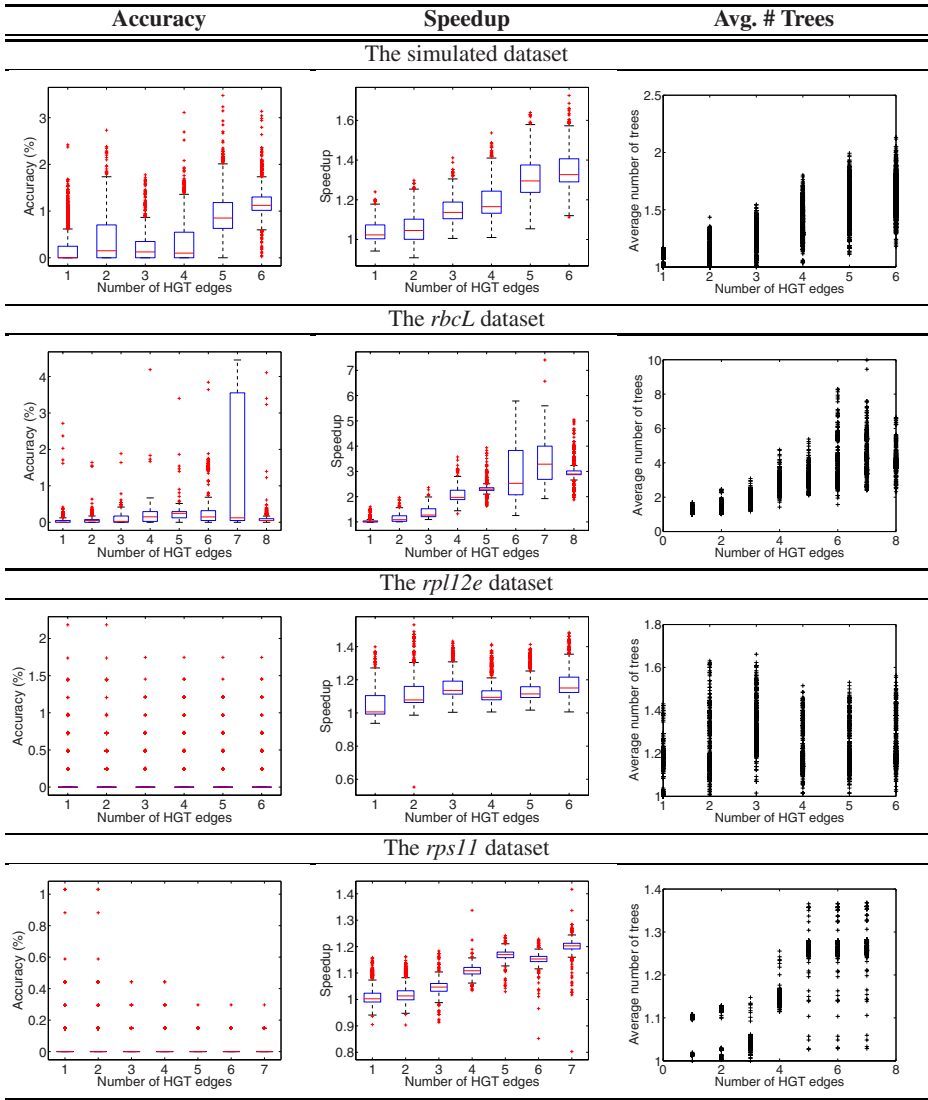 Accuracy Speedup Avg. # Trees
The simulated dataset
Accuracy (%)
3
2
1
0
1 2 3 4 5 6
Number of HGT edges
Speedup
1.6
1.4
1.2
1
1 2 3 4 5 6
Number of HGT edges
Average number of trees
2.5
2
1.5
1
0 1 2 3 4 5 6
Number of HGT edges
The rbcL dataset
Accuracy (%)
4
3
2
1
0
1 2 3 4 5 6 7 8
Number of HGT edges
Speedup
7
6
5
4
3
2
1
1 2 3 4 5 6 7 8
Number of HGT edges
Average number of trees
10
8
6
4
2
0
0 2 4 6 8
Number of HGT edges
The rpl12e dataset
Accuracy (%)
2
1.5
1
0.5
0
1 2 3 4 5 6
Number of HGT edges
Speedup
1.4
1.2
1
0.8
0.6
1 2 3 4 5 6
Number of HGT edges
Average number of trees
1.8
1.6
1.4
1.2
1
1 2 3 4 5 6
Number of HGT edges
The rps11 dataset
Accuracy (%)
1
0.8
0.6
0.4
0.2
0
1 2 3 4 5 6 7
Number of HGT edges
Speedup
1.4
1.3
1.2
1.1
1
0.9
0.8
1 2 3 4 5 6 7
Number of HGT edges
Average number of trees
1.4
1.3
1.2
1.1
1
0 2 4 6 8
Number of HGT edges